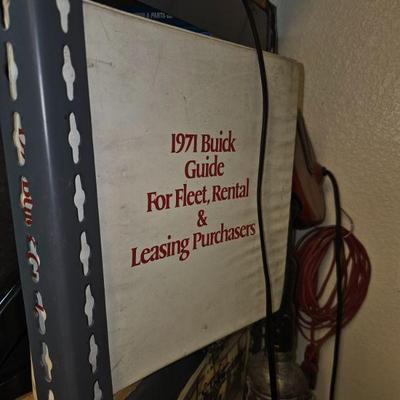 1971 Buick
Guide
For Fleet, Rental
&
Leasing Purchasers